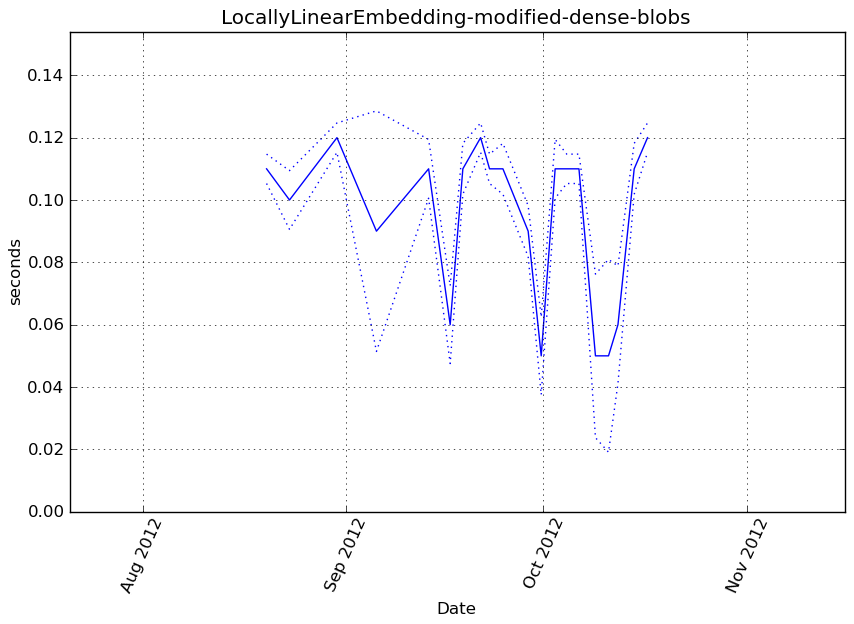 LocallyLinearEmbedding-modified-dense-blobs
0.14
0.12
0.10
0.08
0.06
0.04
0.02
0.00
seconds
Aug 2012
Sep 2012
Oct 2012
Nov 2012
Date